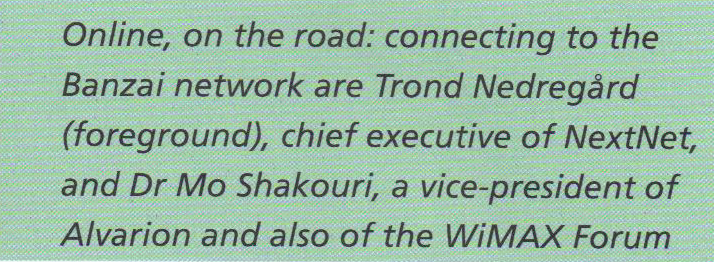 Online, on the road: connecting to the
Banzai network are Trond Nedregård
(foreground), chief executive of NextNet,
and Dr Mo Shakouri, a vice-president of
Alvarion and also of the WiMAX Forum